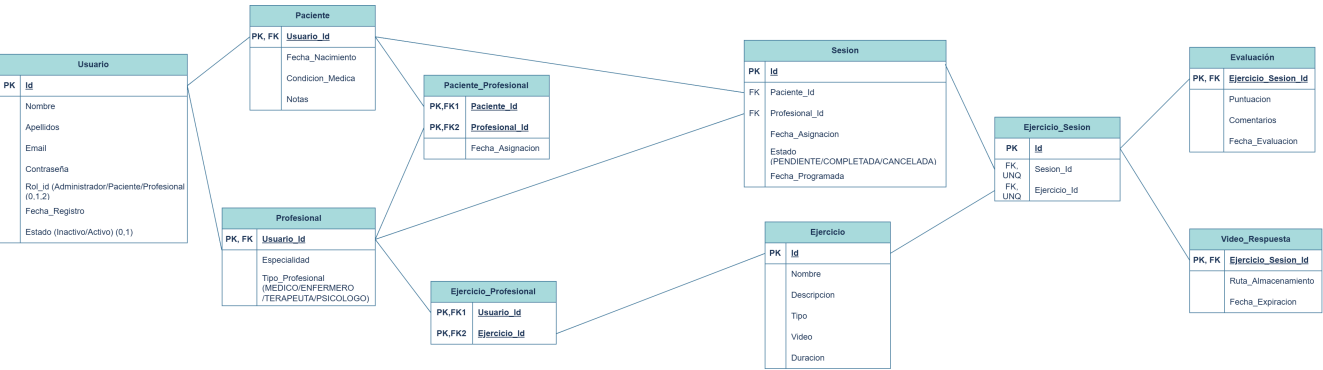 Usuario
PK Id
Nombre
Apellidos
Email
Contraseña
Rol_id (Administrador/Paciente/Profesional
(0,1,2)
Fecha_Registro
Estado (Inactivo/Activo) (0,1)
Paciente
PK, FK Usuario_Id
Fecha_Nacimiento
Condicion_Medica
Notas
Profesional
PK, FK Usuario_Id
Especialidad
Tipo_Profesional
(MEDICO/ENFERMERO
/TERAPEUTA/PSICOLOGO)
Paciente_Profesional
PK,FK1 Paciente_Id
PK,FK2 Profesional_Id
Fecha_Asignacion
Ejercicio_Profesional
PK,FK1 Usuario_Id
PK,FK2 Ejercicio_Id
Sesion
PK Id
FK Paciente_Id
FK Profesional_Id
Fecha_Asignacion
Estado
(PENDIENTE/COMPLETADA/CANCELADA)
Fecha_Programada
Ejercicio
PK Id
Nombre
Descripcion
Tipo
Video
Duracion
Ejercicio_Sesion
PK Id
FK,
UNQ Sesion_Id
FK,
UNQ Ejercicio_Id
Evaluación
PK, FK Ejercicio_Sesion_Id
Puntuacion
Comentarios
Fecha_Evaluacion
Video_Respuesta
PK, FK Ejercicio_Sesion_Id
Ruta_Almacenamiento
Fecha_Expiracion